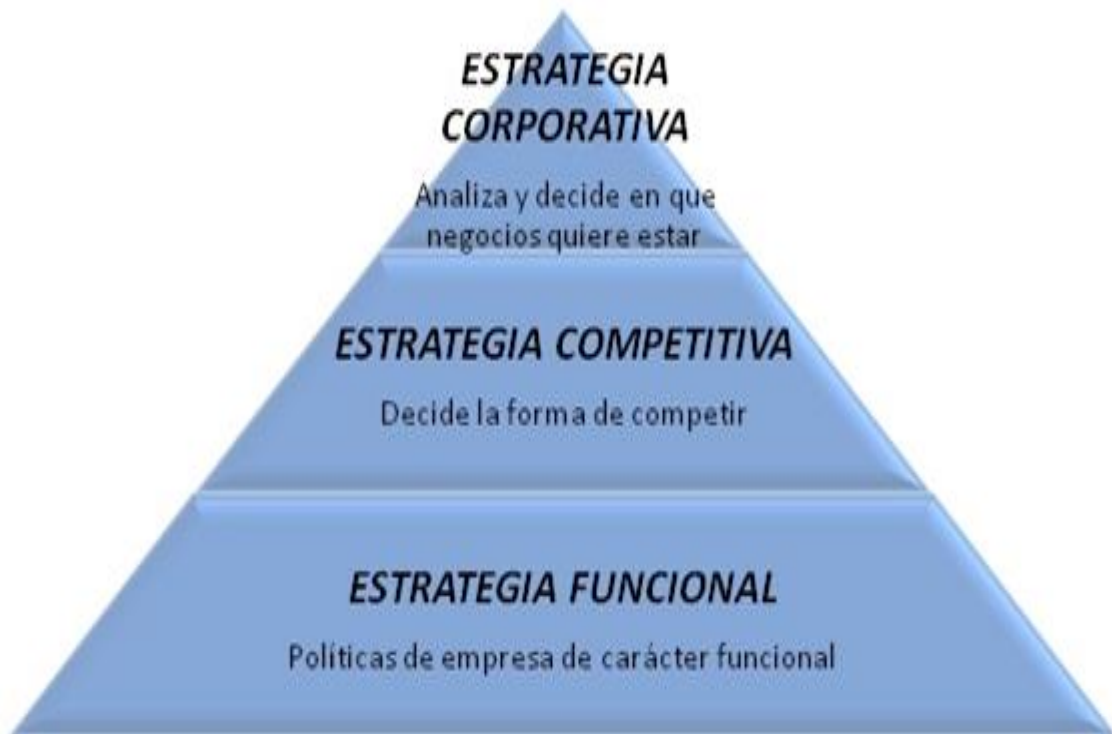 ESTRATEGIA
CORPORATIVA
Analiza y decide en que
negocios quiere estar
ESTRATEGIA COMPETITIVA
Decide la forma de competir
ESTRATEGIA FUNCIONAL
Políticas de empresa de carácter funcional